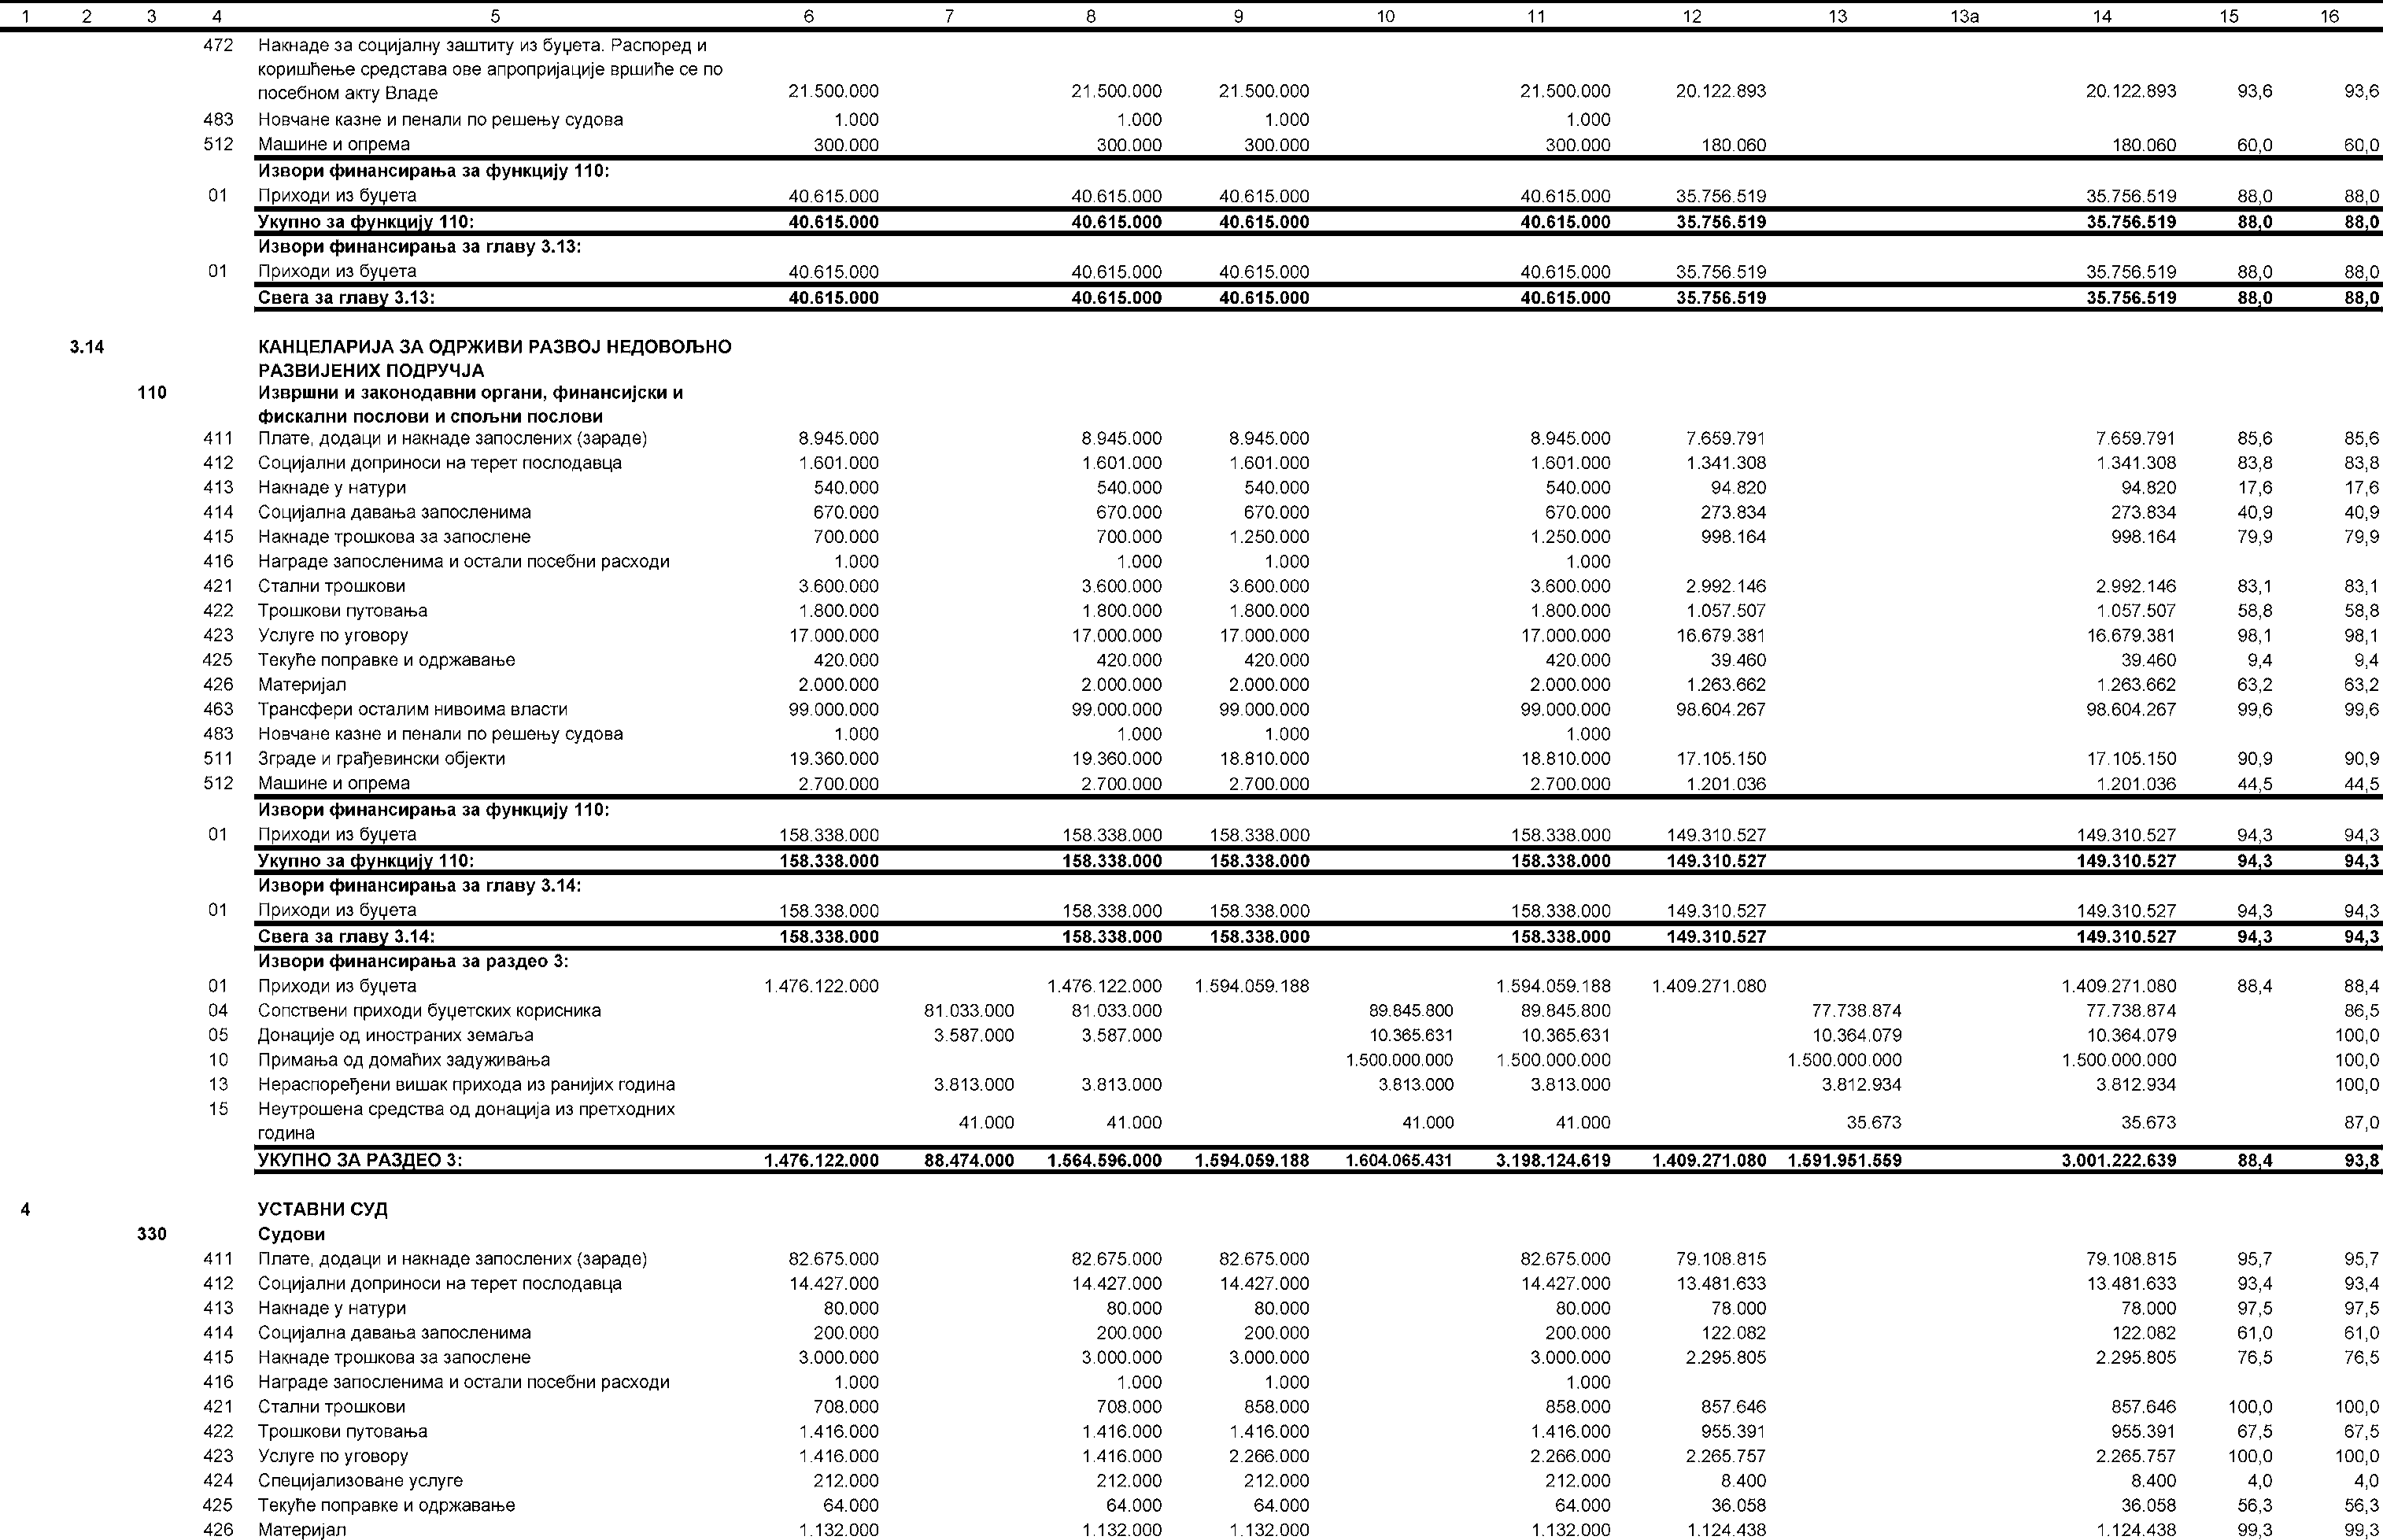 1 2 3 4 5 6 7 8 9 10 11 12 13 13a 14 15 16
472 Накнаде за социјалну заштиту из буџета. Распоред и
коришћење средстава ове апропријације вршиће се по
посебном акту Владе 21.500.000 21.500.000 21.500.000 21.500.000 20.122.893 20.122.893 93,6 93,6
483 Новчане казне и пенали по решењу судова 1.000 1.000 1.000 1.000
512 Машине и опрема 300.000 300.000 300.000 300.000 180.060 180.060 60,0 60,0
Извори финансирања за функцију 110:
01 Приходи из буџета 40.615.000 40.615.000 40.615.000 40.615.000 35.756.519 35.756.519 88,0 88,0
Укупно за функцију 110: 40.615.000 40.615.000 40.615.000 40.615.000 35.756.519 35.756.519 88,0 88,0
Извори финансирања за главу 3.13:
01 Приходи из буџета 40.615.000 40.615.000 40.615.000 40.615.000 35.756.519 35.756.519 88,0 88,0
Свега за главу 3.13: 40.615.000 40.615.000 40.615.000 40.615.000 35.756.519 35.756.519 88,0 88,0
3.14 КАНЦЕЛАРИЈА ЗА ОДРЖИВИ РАЗВОЈ НЕДОВОЉНО
РАЗВИЈЕНИХ ПОДРУЧЈА
110 Извршни и законодавни органи, финансијски и
фискални послови и спољни послови
411 Плате, додаци и накнаде запослених (зараде) 8.945.000 8.945.000 8.945.000 8.945.000 7.659.791 7.659.791 85,6 85,6
412 Социјални доприноси на терет послодавца 1.601.000 1.601.000 1.601.000 1.601.000 1.341.308 1.341.308 83,8 83,8
413 Накнаде у натури 540.000 540.000 540.000 540.000 94.820 94.820 17,6 17,6
414 Социјална давања запосленима 670.000 670.000 670.000 670.000 273.834 273.834 40,9 40,9
415 Накнаде трошкова за запослене 700.000 700.000 1.250.000 1.250.000 998.164 998.164 79,9 79,9
416 Награде запосленима и остали посебни расходи 1.000 1.000 1.000 1.000
421 Стални трошкови 3.600.000 3.600.000 3.600.000 3.600.000 2.992.146 2.992.146 83,1 83,1
422 Трошкови путовања 1.800.000 1.800.000 1.800.000 1.800.000 1.057.507 1.057.507 58,8 58,8
423 Услуге по уговору 17.000.000 17.000.000 17.000.000 17.000.000 16.679.381 16.679.381 98,1 98,1
425 Текуће поправке и одржавање 420.000 420.000 420.000 420.000 39.460 39.460 9,4 9,4
426 Материјал 2.000.000 2.000.000 2.000.000 2.000.000 1.263.662 1.263.662 63,2 63,2
463 Трансфери осталим нивоима власти 99.000.000 99.000.000 99.000.000 99.000.000 98.604.267 98.604.267 99,6 99,6
483 Новчане казне и пенали по решењу судова 1.000 1.000 1.000 1.000
511 Зграде и грађевински објекти 19.360.000 19.360.000 18.810.000 18.810.000 17.105.150 17.105.150 90,9 90,9
512 Машине и опрема 2.700.000 2.700.000 2.700.000 2.700.000 1.201.036 1.201.036 44,5 44,5
Извори финансирања за функцију 110:
01 Приходи из буџета 158.338.000 158.338.000 158.338.000 158.338.000 149.310.527 149.310.527 94,3 94,3
Укупно за функцију 110: 158.338.000 158.338.000 158.338.000 158.338.000 149.310.527 149.310.527 94,3 94,3
Извори финансирања за главу 3.14:
01 Приходи из буџета 158.338.000 158.338.000 158.338.000 158.338.000 149.310.527 149.310.527 94,3 94,3
Свега за главу 3.14: 158.338.000 158.338.000 158.338.000 158.338.000 149.310.527 149.310.527 94,3 94,3
Извори финансирања за раздео 3:
01 Приходи из буџета 1.476.122.000 1.476.122.000 1.594.059.188 1.594.059.188 1.409.271.080 1.409.271.080 88,4 88,4
04 Сопствени приходи буџетских корисника 81.033.000 81.033.000 89.845.800 89.845.800 77.738.874 77.738.874 86,5
05 Донације од иностраних земаља 3.587.000 3.587.000 10.365.631 10.365.631 10.364.079 10.364.079 100,0
10 Примања од домаћих задуживања 1.500.000.000 1.500.000.000 1.500.000.000 1.500.000.000 100,0
13 Нераспоређени вишак прихода из ранијих година 3.813.000 3.813.000 3.813.000 3.813.000 3.812.934 3.812.934 100,0
15 Неутрошена средства од донација из претходних
година 41.000 41.000 41.000 41.000 35.673 35.673 87,0
УКУПНО ЗА РАЗДЕО 3: 1.476.122.000 88.474.000 1.564.596.000 1.594.059.188 1.604.065.431 3.198.124.619 1.409.271.080 1.591.951.559 3.001.222.639 88,4 93,8
4 УСТАВНИ СУД
330 Судови
411 Плате, додаци и накнаде запослених (зараде) 82.675.000 82.675.000 82.675.000 82.675.000 79.108.815 79.108.815 95,7 95,7
412 Социјални доприноси на терет послодавца 14.427.000 14.427.000 14.427.000 14.427.000 13.481.633 13.481.633 93,4 93,4
413 Накнаде у натури 80.000 80.000 80.000 80.000 78.000 78.000 97,5 97,5
414 Социјална давања запосленима 200.000 200.000 200.000 200.000 122.082 122.082 61,0 61,0
415 Накнаде трошкова за запослене 3.000.000 3.000.000 3.000.000 3.000.000 2.295.805 2.295.805 76,5 76,5
416 Награде запосленима и остали посебни расходи 1.000 1.000 1.000 1.000
421 Стални трошкови 708.000 708.000 858.000 858.000 857.646 857.646 100,0 100,0
422 Трошкови путовања 1.416.000 1.416.000 1.416.000 1.416.000 955.391 955.391 67,5 67,5
423 Услуге по уговору 1.416.000 1.416.000 2.266.000 2.266.000 2.265.757 2.265.757 100,0 100,0
424 Специјализоване услуге 212.000 212.000 212.000 212.000 8.400 8.400 4,0 4,0
425 Текуће поправке и одржавање 64.000 64.000 64.000 64.000 36.058 36.058 56,3 56,3
426 Материјал 1.132.000 1.132.000 1.132.000 1.132.000 1.124.438 1.124.438 99,3 99,3